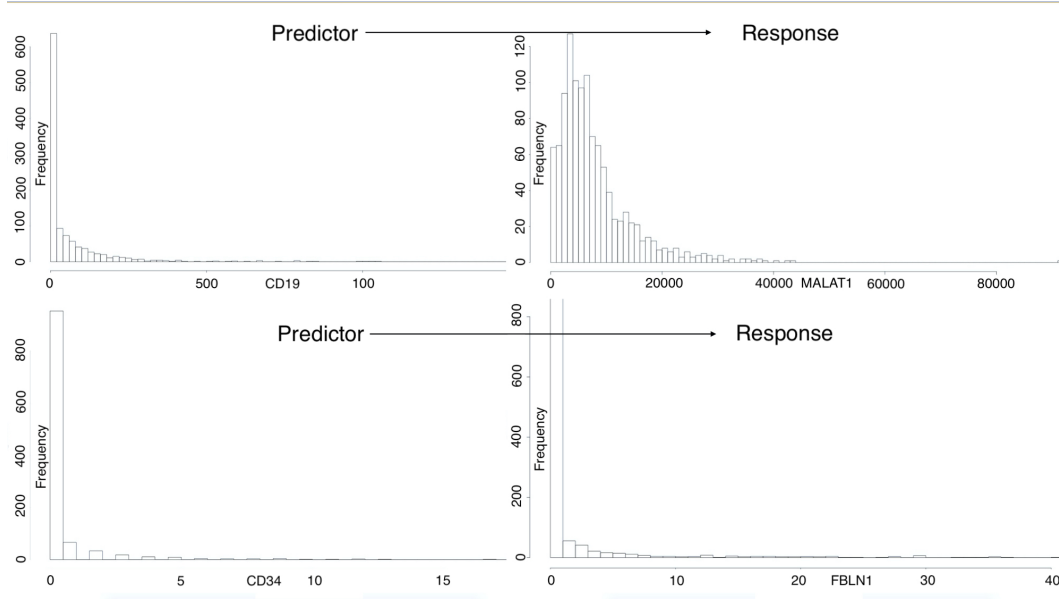 Predictor
Response
Frequency
0 100 200 300 400 500 600
0 500 CD19 100
Frequency
0 20 40 60 80 100 120
0 20000 40000 MALAT1 60000 80000
Predictor
Response
Frequency
0 200 400 600 800
0 5 CD34 10 15
Frequency
0 200 400 600 800
0 10 20 FBLN1 30 40